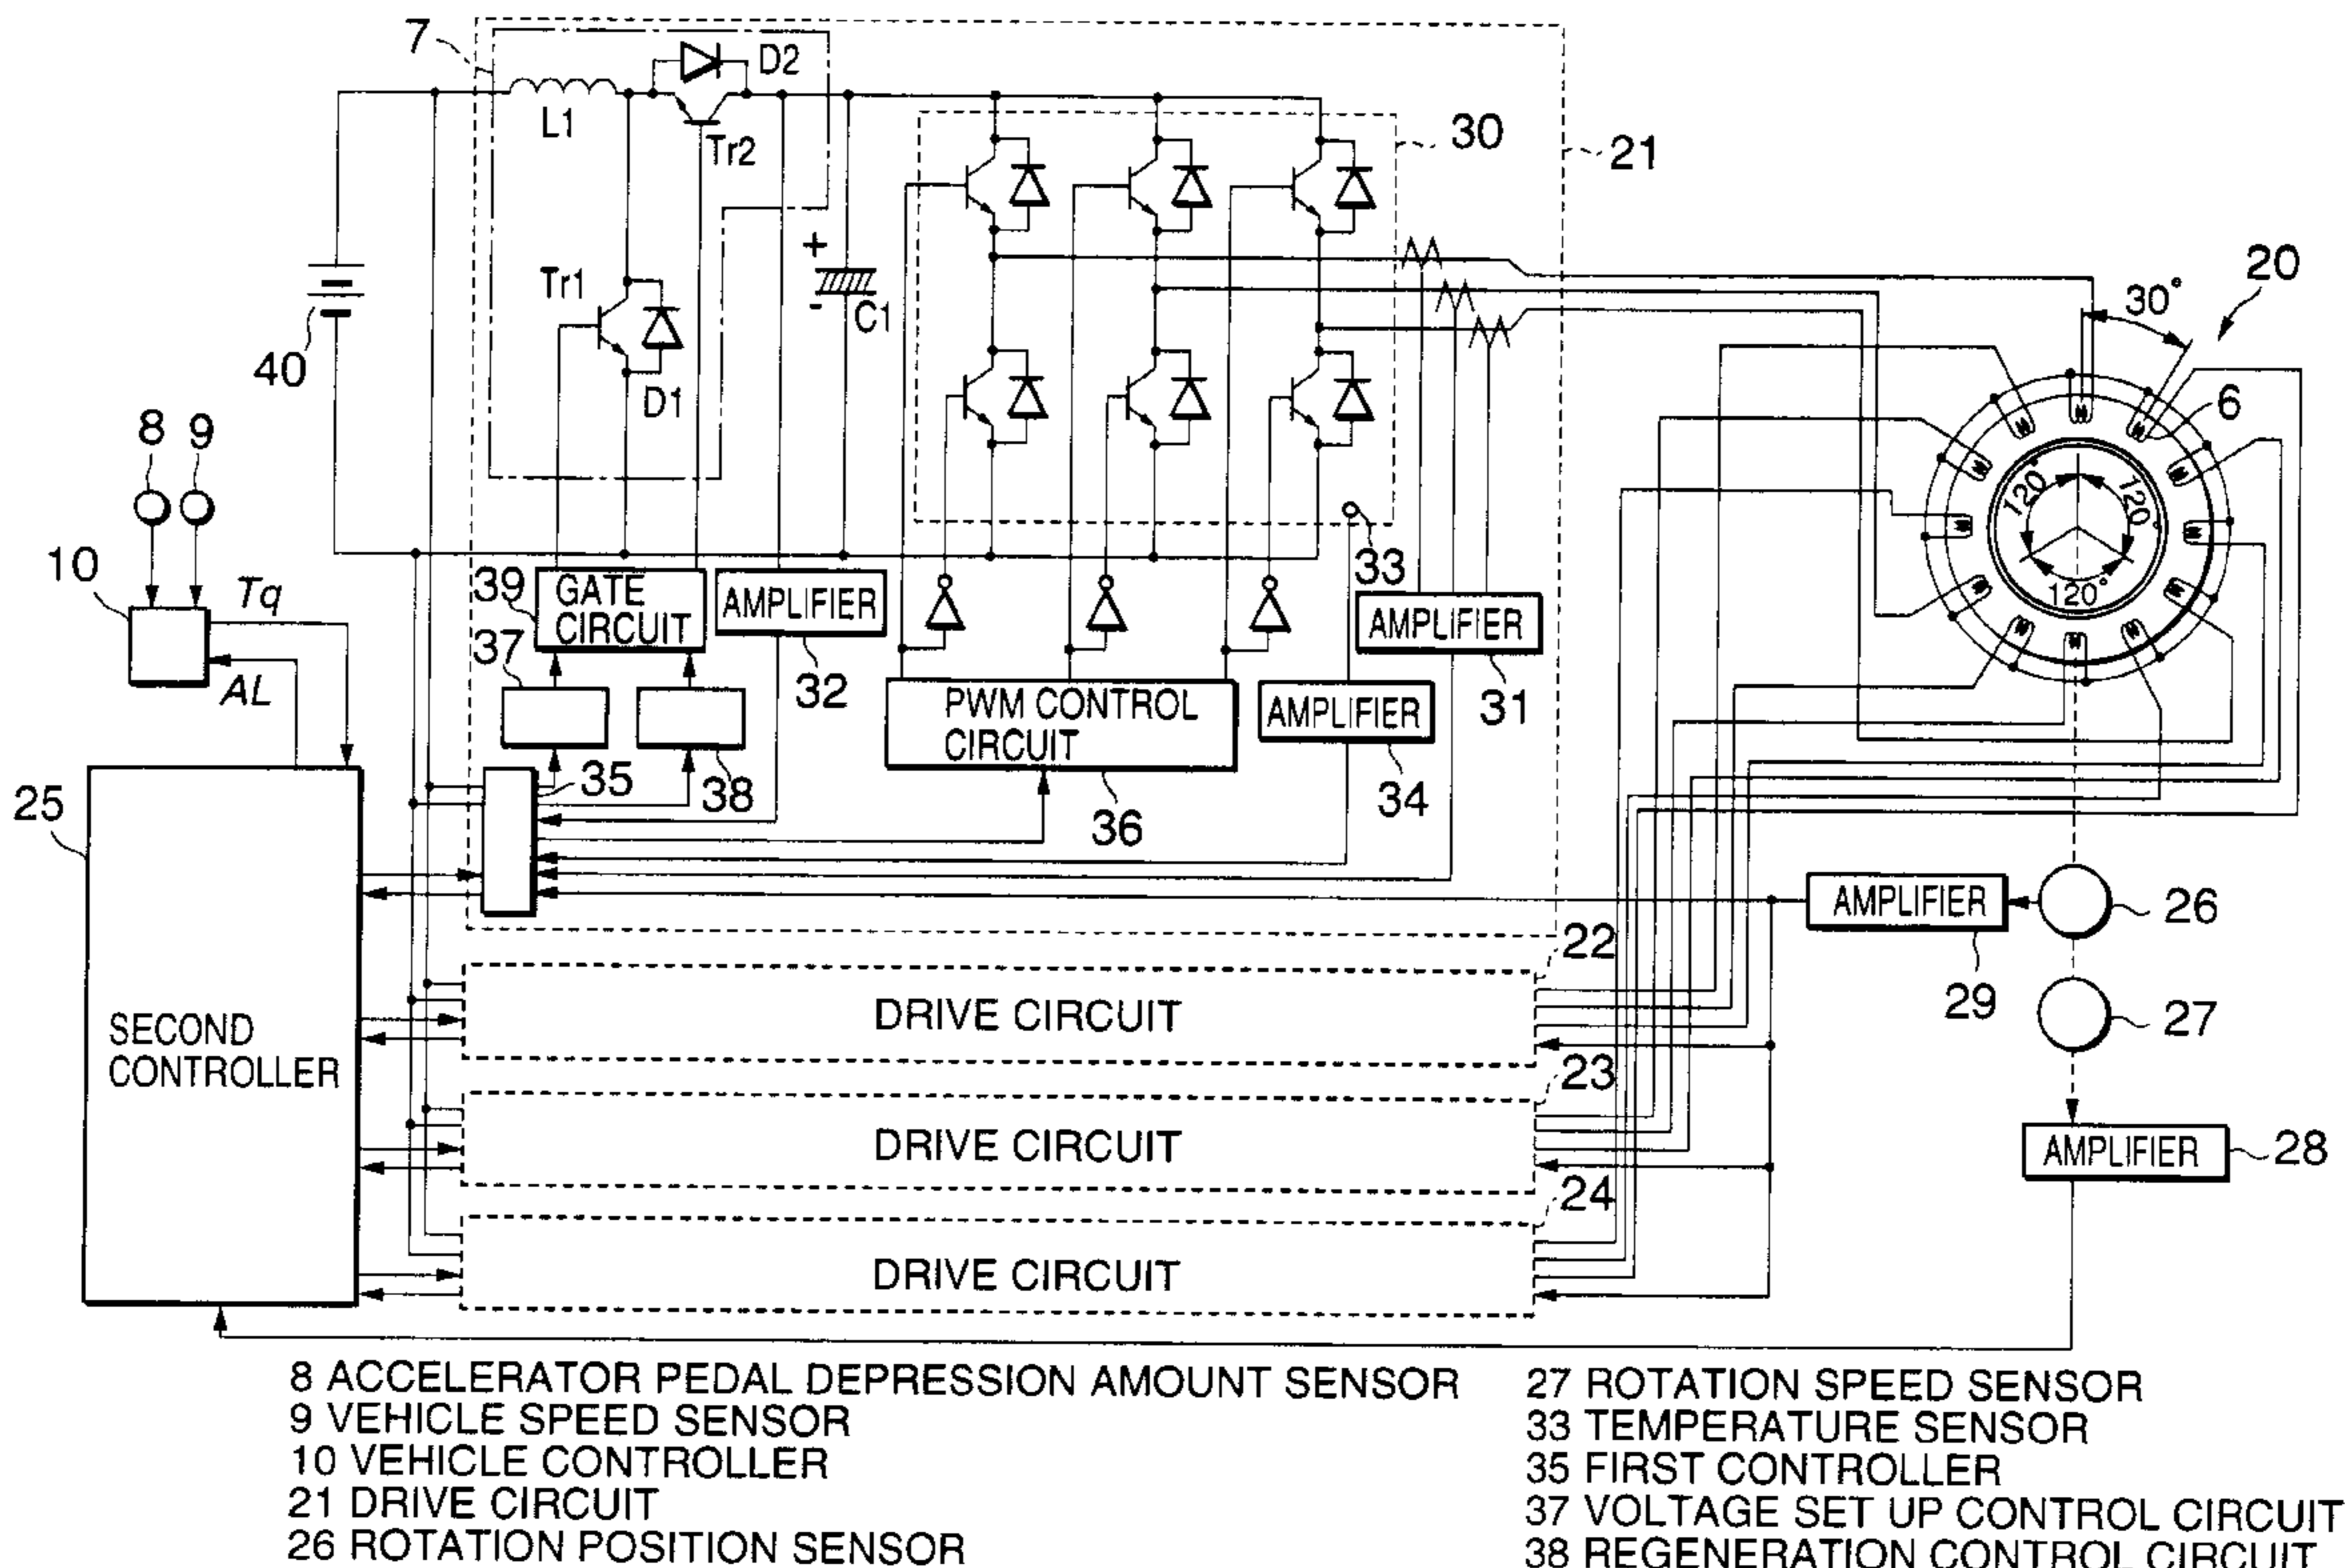 7
D2
L1
Tr2
30
21
+
Tr1
-
C1
D1
40
20
30°
6
120°
120°
120°
8
9
10
Tq
AL
33
39
GATE
CIRCUIT
AMPLIFIER
32
AMPLIFIER
31
37
38
PWM CONTROL
CIRCUIT
36
AMPLIFIER
34
35
25
SECOND
CONTROLLER
AMPLIFIER
29
26
27
22
DRIVE CIRCUIT
23
DRIVE CIRCUIT
24
DRIVE CIRCUIT
AMPLIFIER
28
8 ACCELERATOR PEDAL DEPRESSION AMOUNT SENSOR
9 VEHICLE SPEED SENSOR
10 VEHICLE CONTROLLER
21 DRIVE CIRCUIT
26 ROTATION POSITION SENSOR
27 ROTATION SPEED SENSOR
33 TEMPERATURE SENSOR
35 FIRST CONTROLLER
37 VOLTAGE SET UP CONTROL CIRCUIT
38 REGENERATION CONTROL CIRCUIT